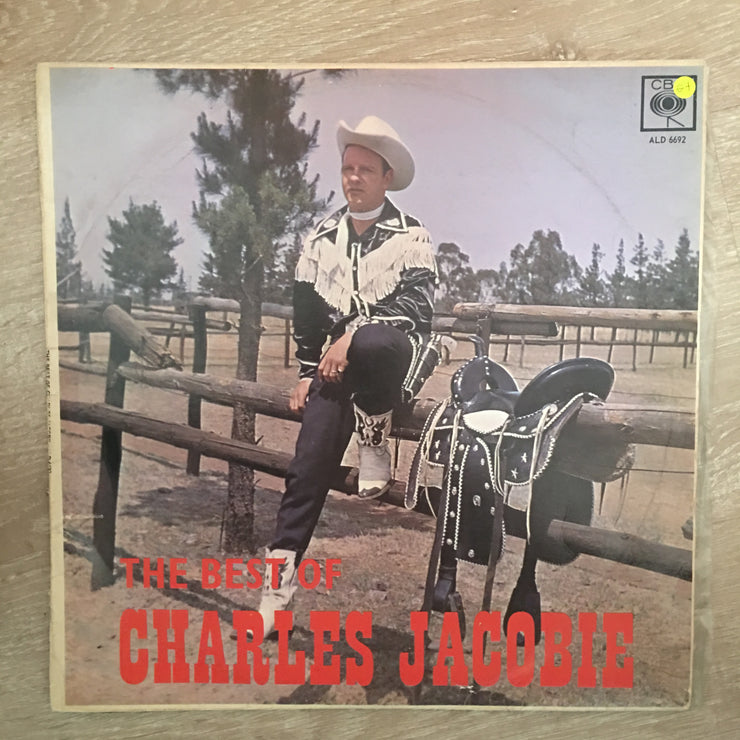 CBS
ALD 6692
THE BEST OF
CHARLES JACOBIE